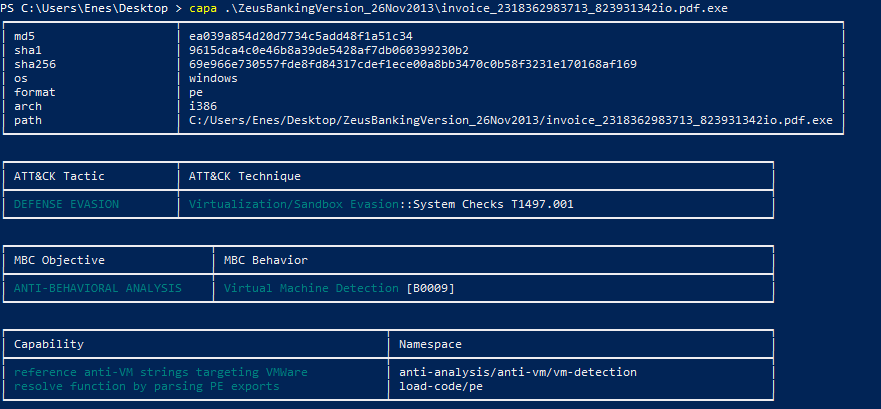 PS C:\Users\Enes\Desktop > capa .\ZeusBankingVersion_26Nov2013\invoice_2318362983713_823931342io.pdf.exe
md5 ea039a854d20d7734c5add48f1a51c34
sha1 9615dca4c0e46b8a39de5428af7db060399230b2
sha256 69e966e730557fde8fd84317cdef1ece00a8bb3470c0b58f3231e170168af169
os windows
format pe
arch i386
path C:/Users/Enes/Desktop/ZeusBankingVersion_26Nov2013/invoice_2318362983713_823931342io.pdf.exe
ATT&CK Tactic ATT&CK Technique
DEFENSE EVASION Virtualization/Sandbox Evasion::System Checks T1497.001
MBC Objective MBC Behavior
ANTI-BEHAVIORAL ANALYSIS Virtual Machine Detection [B0009]
Capability Namespace
reference anti-VM strings targeting VMWare anti-analysis/anti-vm/vm-detection
resolve function by parsing PE exports load-code/pe